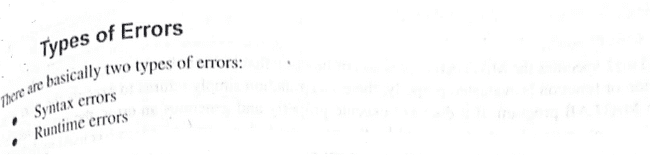 Types of Errors
There are basically two types of errors:
• Syntax errors
• Runtime errors